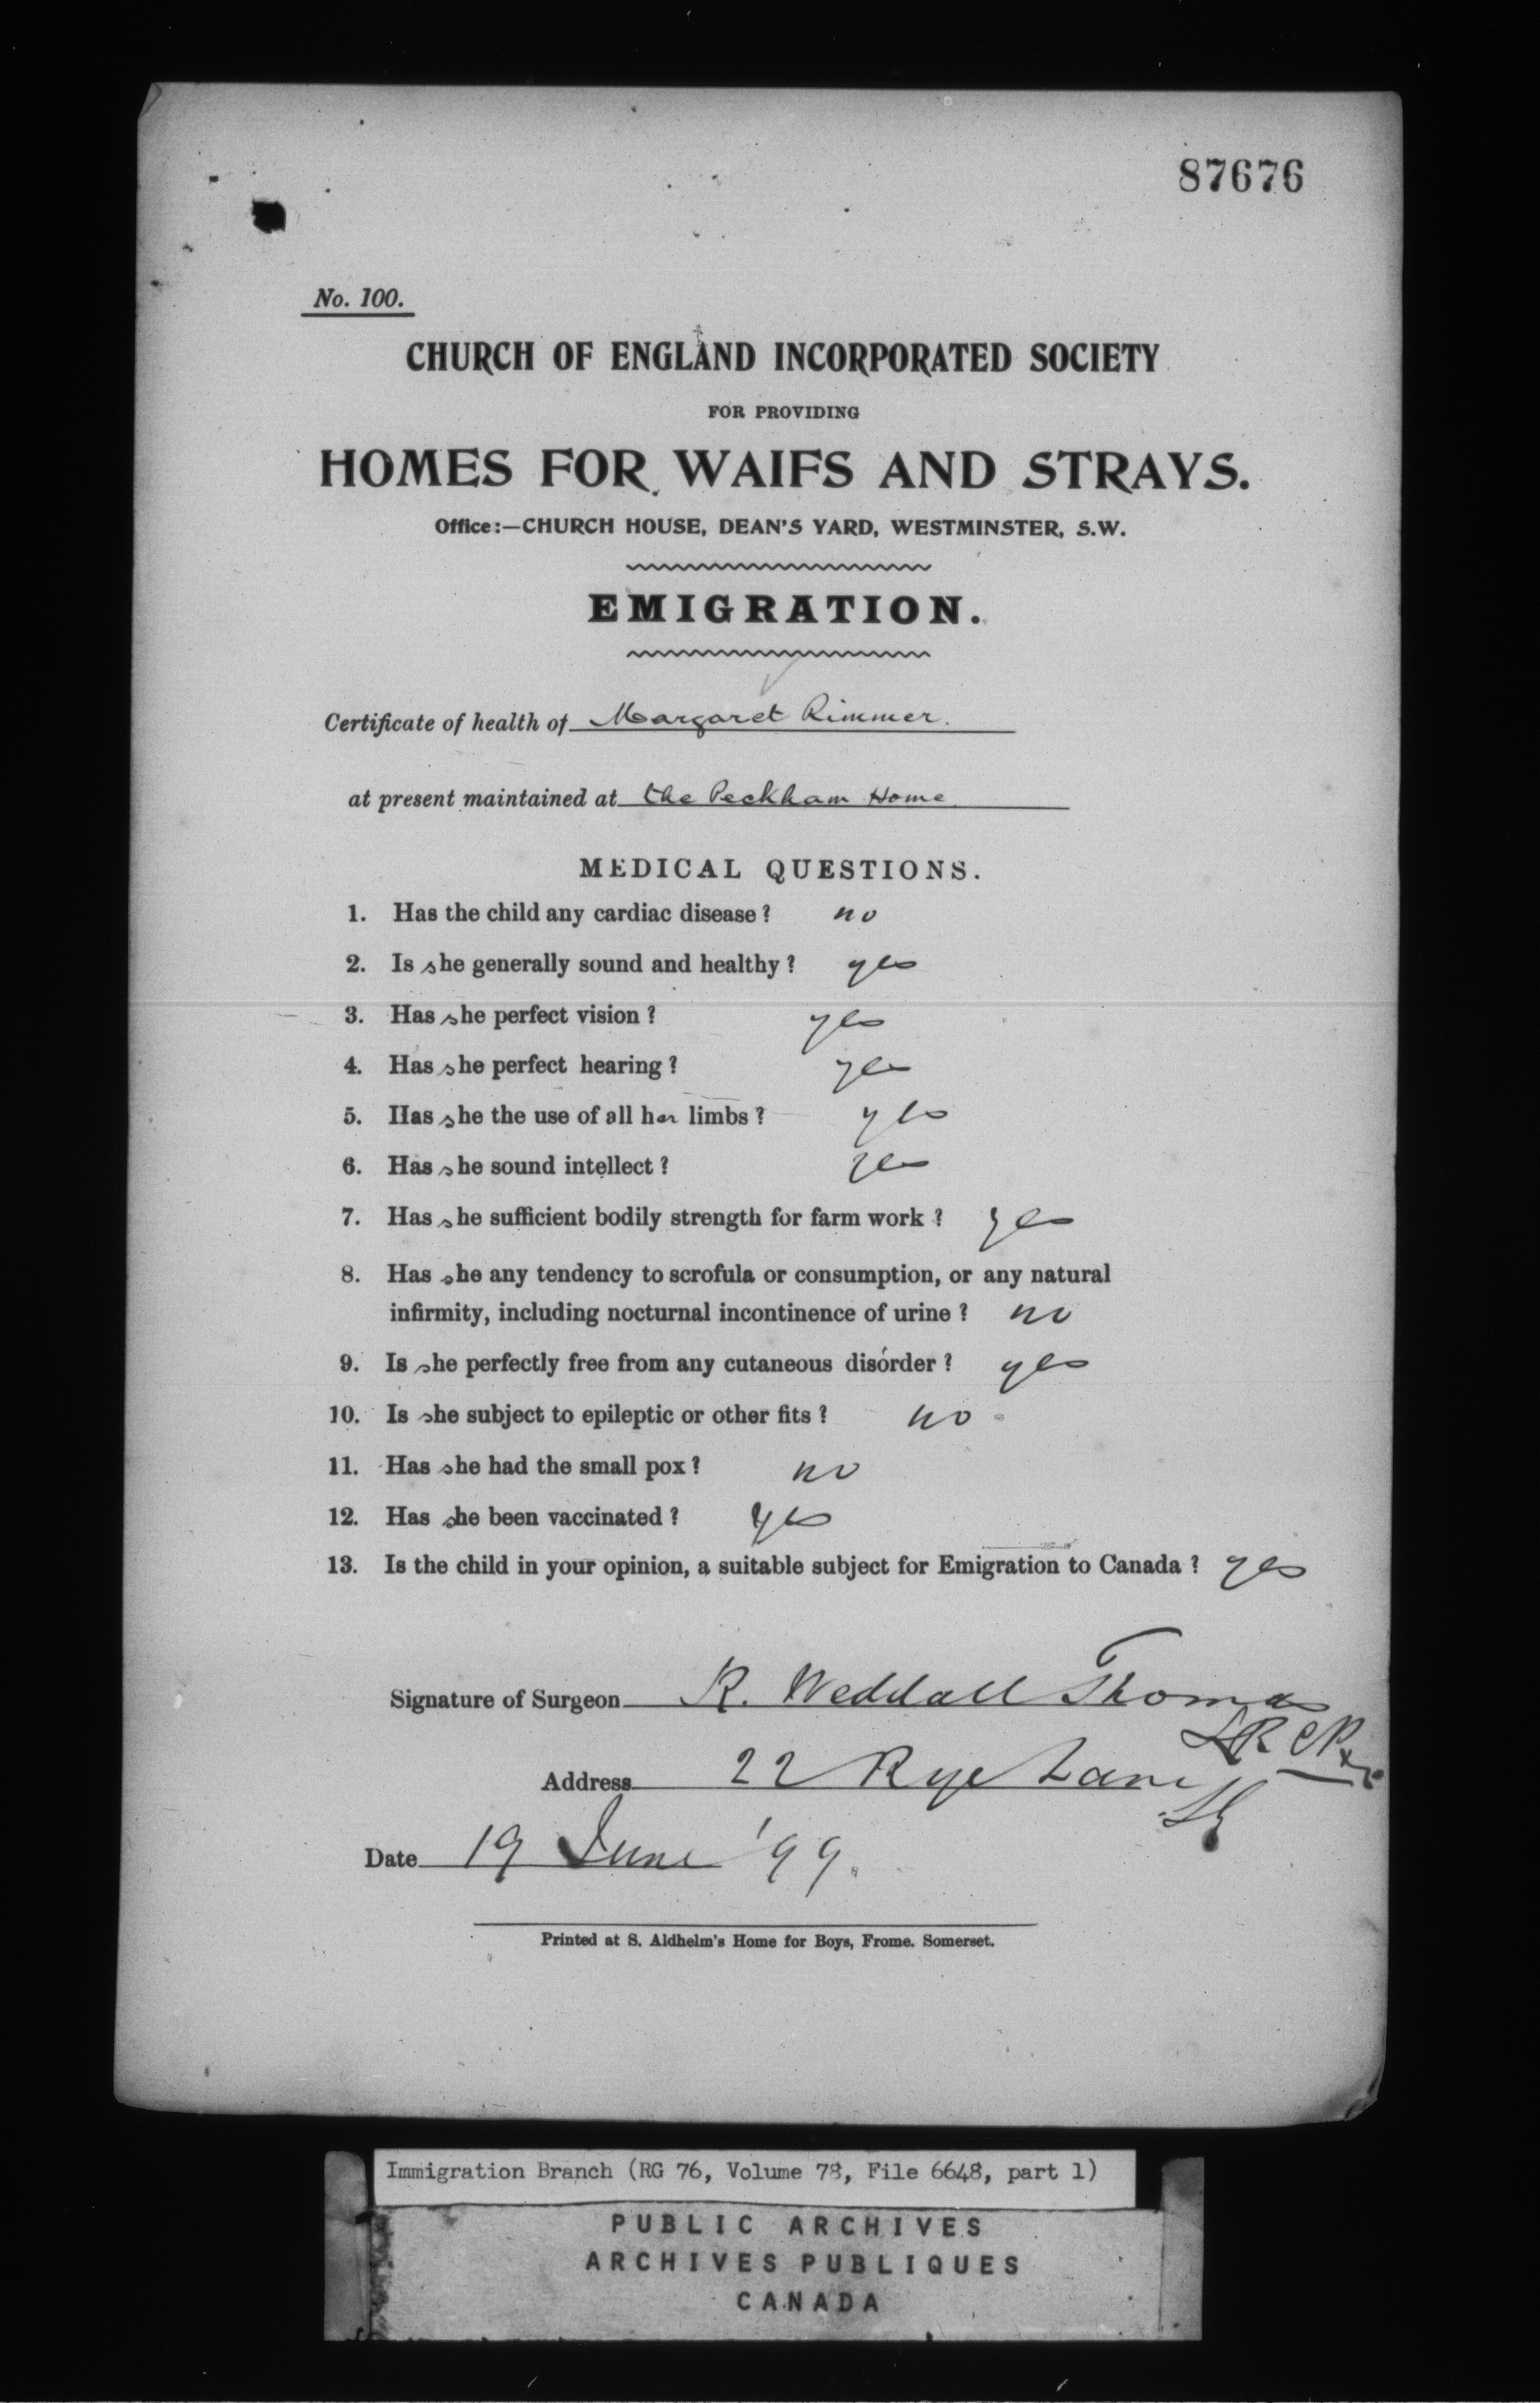 87676
No. 100.
CHURCH OF ENGLAND INCORPORATED SOCIETY
FOR PROVIDING
HOMES FOR WAIFS AND STRAYS.
Office:—CHURCH HOUSE, DEAN'S YARD, WESTMINSTER, S.W.
EMIGRATION.
Certificate of health of Margaret Rimmer.
at present maintained at the Peckham Home
MEDICAL QUESTIONS.
1. Has the child any cardiac disease? no
2. Is she generally sound and healthy? yes
3. Has she perfect vision? yes
4. Has she perfect hearing? yes
5. Has she the use of all her limbs? yes
6. Has she sound intellect? yes
7. Has she sufficient bodily strength for farm work? yes
8. Has she any tendency to scrofula or consumption, or any natural
infirmity, including nocturnal incontinence of urine? no
9. Is she perfectly free from any cutaneous disorder? yes
10. Is she subject to epileptic or other fits? no
11. Has she had the small pox? no
12. Has she been vaccinated? yes
13. Is the child in your opinion, a suitable subject for Emigration to Canada? yes
Signature of Surgeon R. Weddall Thomas
LRCP
Address 22 Rye Lane
Date 19 June '99.
Printed at S. Aldhelm's Home for Boys, Frome. Somerset.
Immigration Branch (RG 76, Volume 78, File 6648, part 1)
PUBLIC ARCHIVES
ARCHIVES PUBLIQUES
CANADA